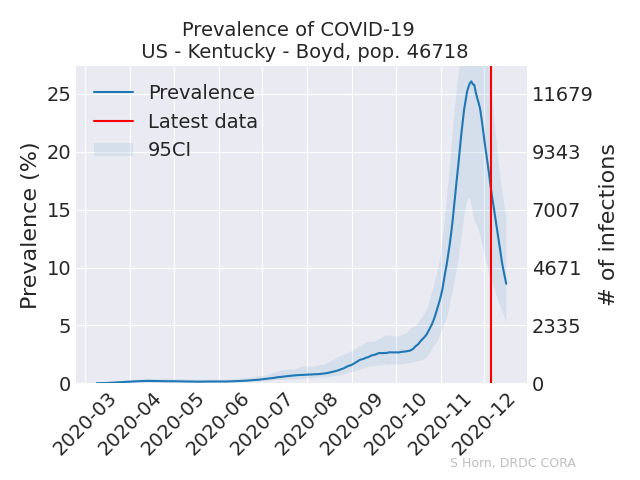 Prevalence of COVID-19
US - Kentucky - Boyd, pop. 46718
Prevalence
Latest data
95CI
Prevalence (%)
25
20
15
10
5
0
11679
9343
7007
4671
2335
0
# of infections
2020-03
2020-04
2020-05
2020-06
2020-07
2020-08
2020-09
2020-10
2020-11
2020-12
S Horn, DRDC CORA